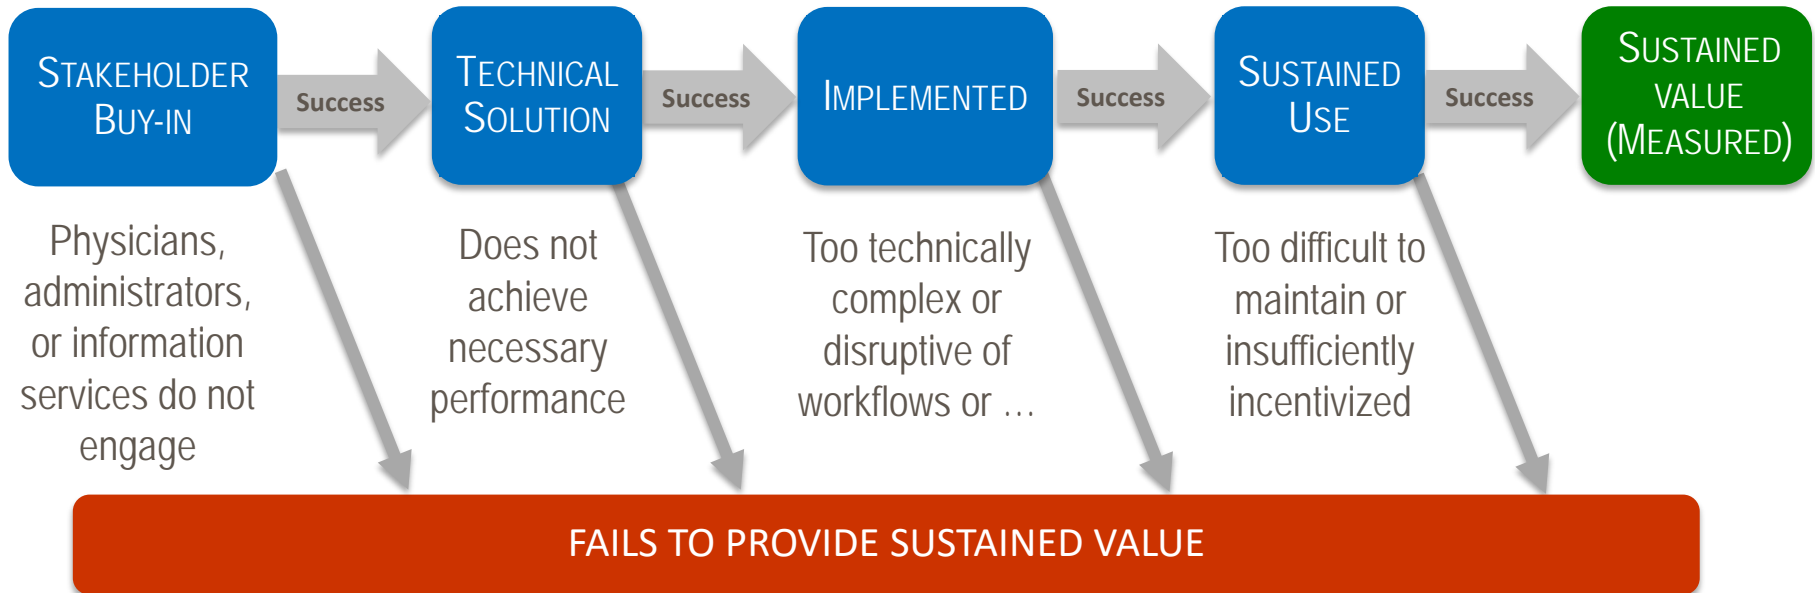 STAKEHOLDER
BUY-IN
Success
TECHNICAL
SOLUTION
Success
IMPLEMENTED
Success
SUSTAINED
USE
Success
SUSTAINED
VALUE
(MEASURED)
Physicians,
administrators,
or information
services do not
engage
Does not
achieve
necessary
performance
Too technically
complex or
disruptive of
workflows or …
Too difficult to
maintain or
insufficiently
incentivized
FAILS TO PROVIDE SUSTAINED VALUE